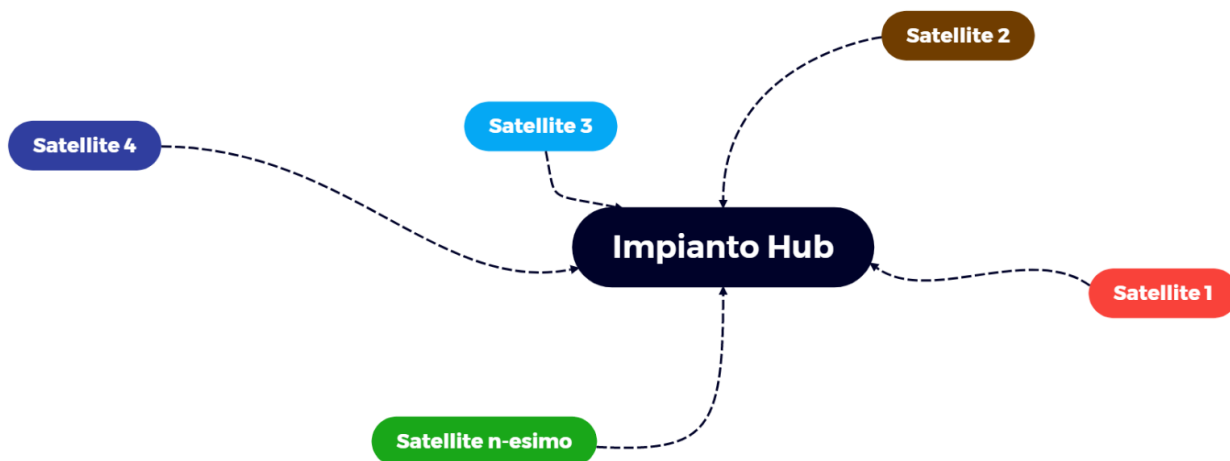 Satellite 2
Satellite 3
Satellite 4
Impianto Hub
Satellite 1
Satellite n-esimo